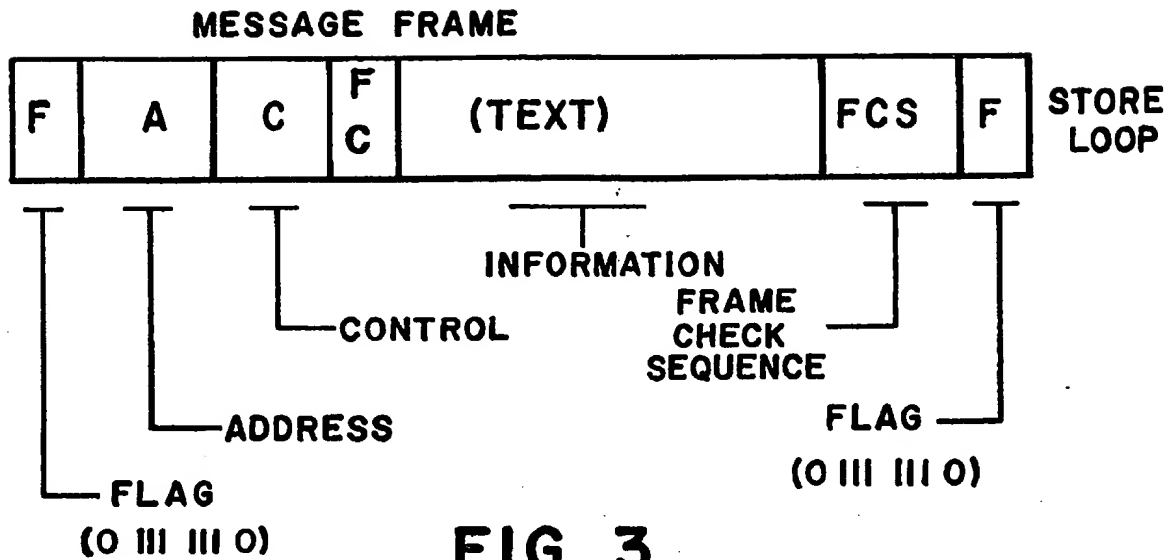 MESSAGE FRAME
F A C F C (TEXT) FCS F
STORE LOOP
INFORMATION
FRAME CHECK SEQUENCE
CONTROL
ADDRESS
FLAG
(0 111 111 0)
FLAG
(0 111 111 0)
FIG 3